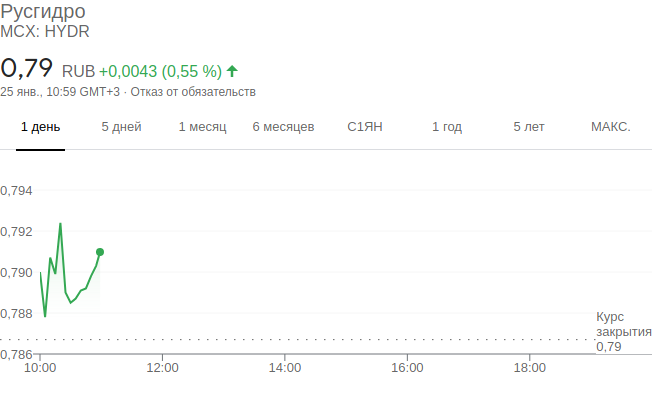 Русгидро
MCX: HYDR
0,79 RUB +0,0043 (0,55 %)
25 янв., 10:59 GMT+3 · Отказ от обязательств
1 день 5 дней 1 месяц 6 месяцев С1ЯН 1 год 5 лет МАКС.
0,794
0,792
0,790
0,788
Курс
закрытия
0,79
0,786
10:00 12:00 14:00 16:00 18:00